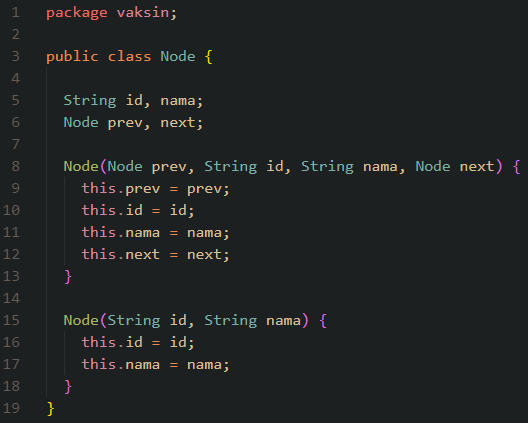 1 package vaksin;
2
3 public class Node {
4
5 String id, nama;
6 Node prev, next;
7
8 Node(Node prev, String id, String nama, Node next) {
9 this.prev = prev;
10 this.id = id;
11 this.nama = nama;
12 this.next = next;
13 }
14
15 Node(String id, String nama) {
16 this.id = id;
17 this.nama = nama;
18 }
19 }